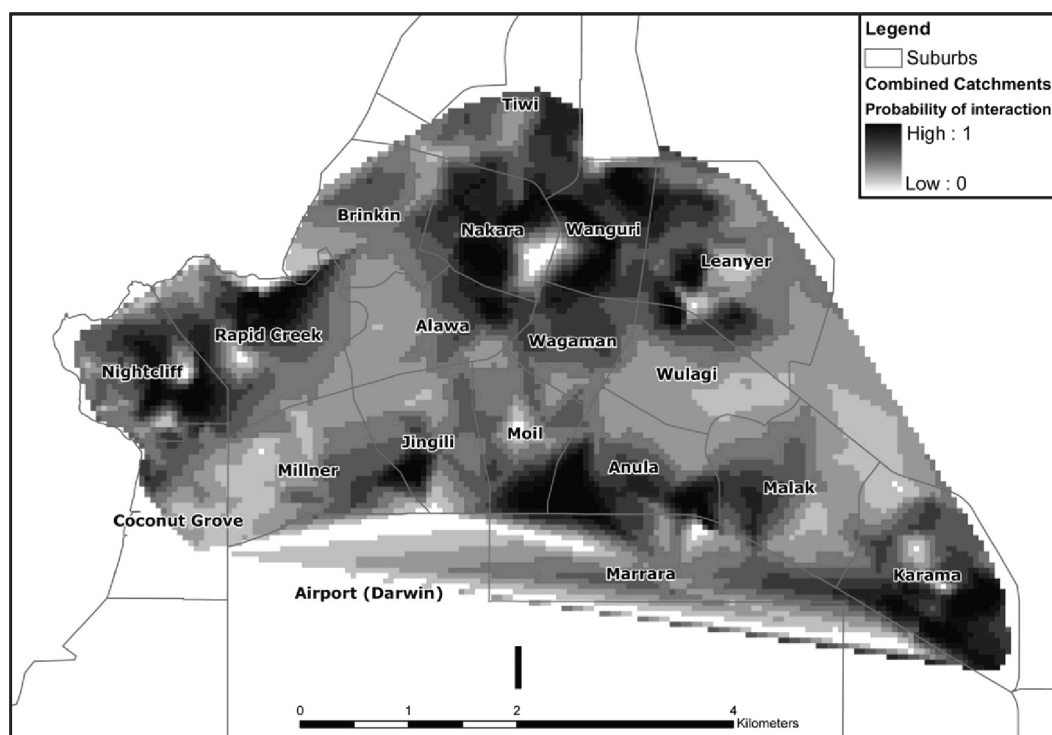 Legend
Suburbs
Combined Catchments
Probability of interaction
High : 1
Low : 0
Tiwi
Brinkin
Nakara
Wanguri
Leanyer
Rapid Creek
Alawa
Wagaman
Nightcliff
Wulagi
Jingili
Moil
Millner
Anula
Malak
Coconut Grove
Marrara
Karama
Airport (Darwin)
0 1 2 4
Kilometers